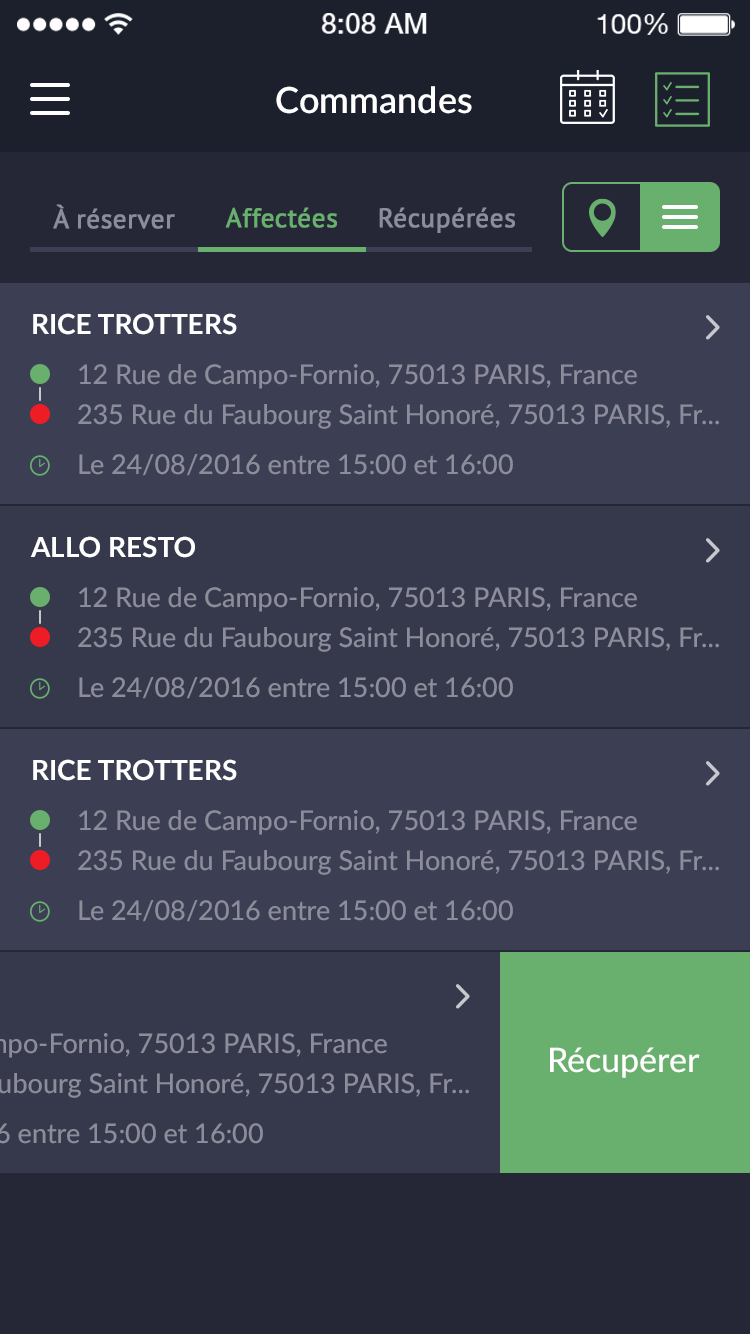 8:08 AM 100%
Commandes
À réserver Affectées Récupérées
RICE TROTTERS
12 Rue de Campo-Fornio, 75013 PARIS, France
235 Rue du Faubourg Saint Honoré, 75013 PARIS, Fr...
Le 24/08/2016 entre 15:00 et 16:00
ALLO RESTO
12 Rue de Campo-Fornio, 75013 PARIS, France
235 Rue du Faubourg Saint Honoré, 75013 PARIS, Fr...
Le 24/08/2016 entre 15:00 et 16:00
RICE TROTTERS
12 Rue de Campo-Fornio, 75013 PARIS, France
235 Rue du Faubourg Saint Honoré, 75013 PARIS, Fr...
Le 24/08/2016 entre 15:00 et 16:00
mpo-Fornio, 75013 PARIS, France
ubourg Saint Honoré, 75013 PARIS, Fr...
6 entre 15:00 et 16:00
Récupérer